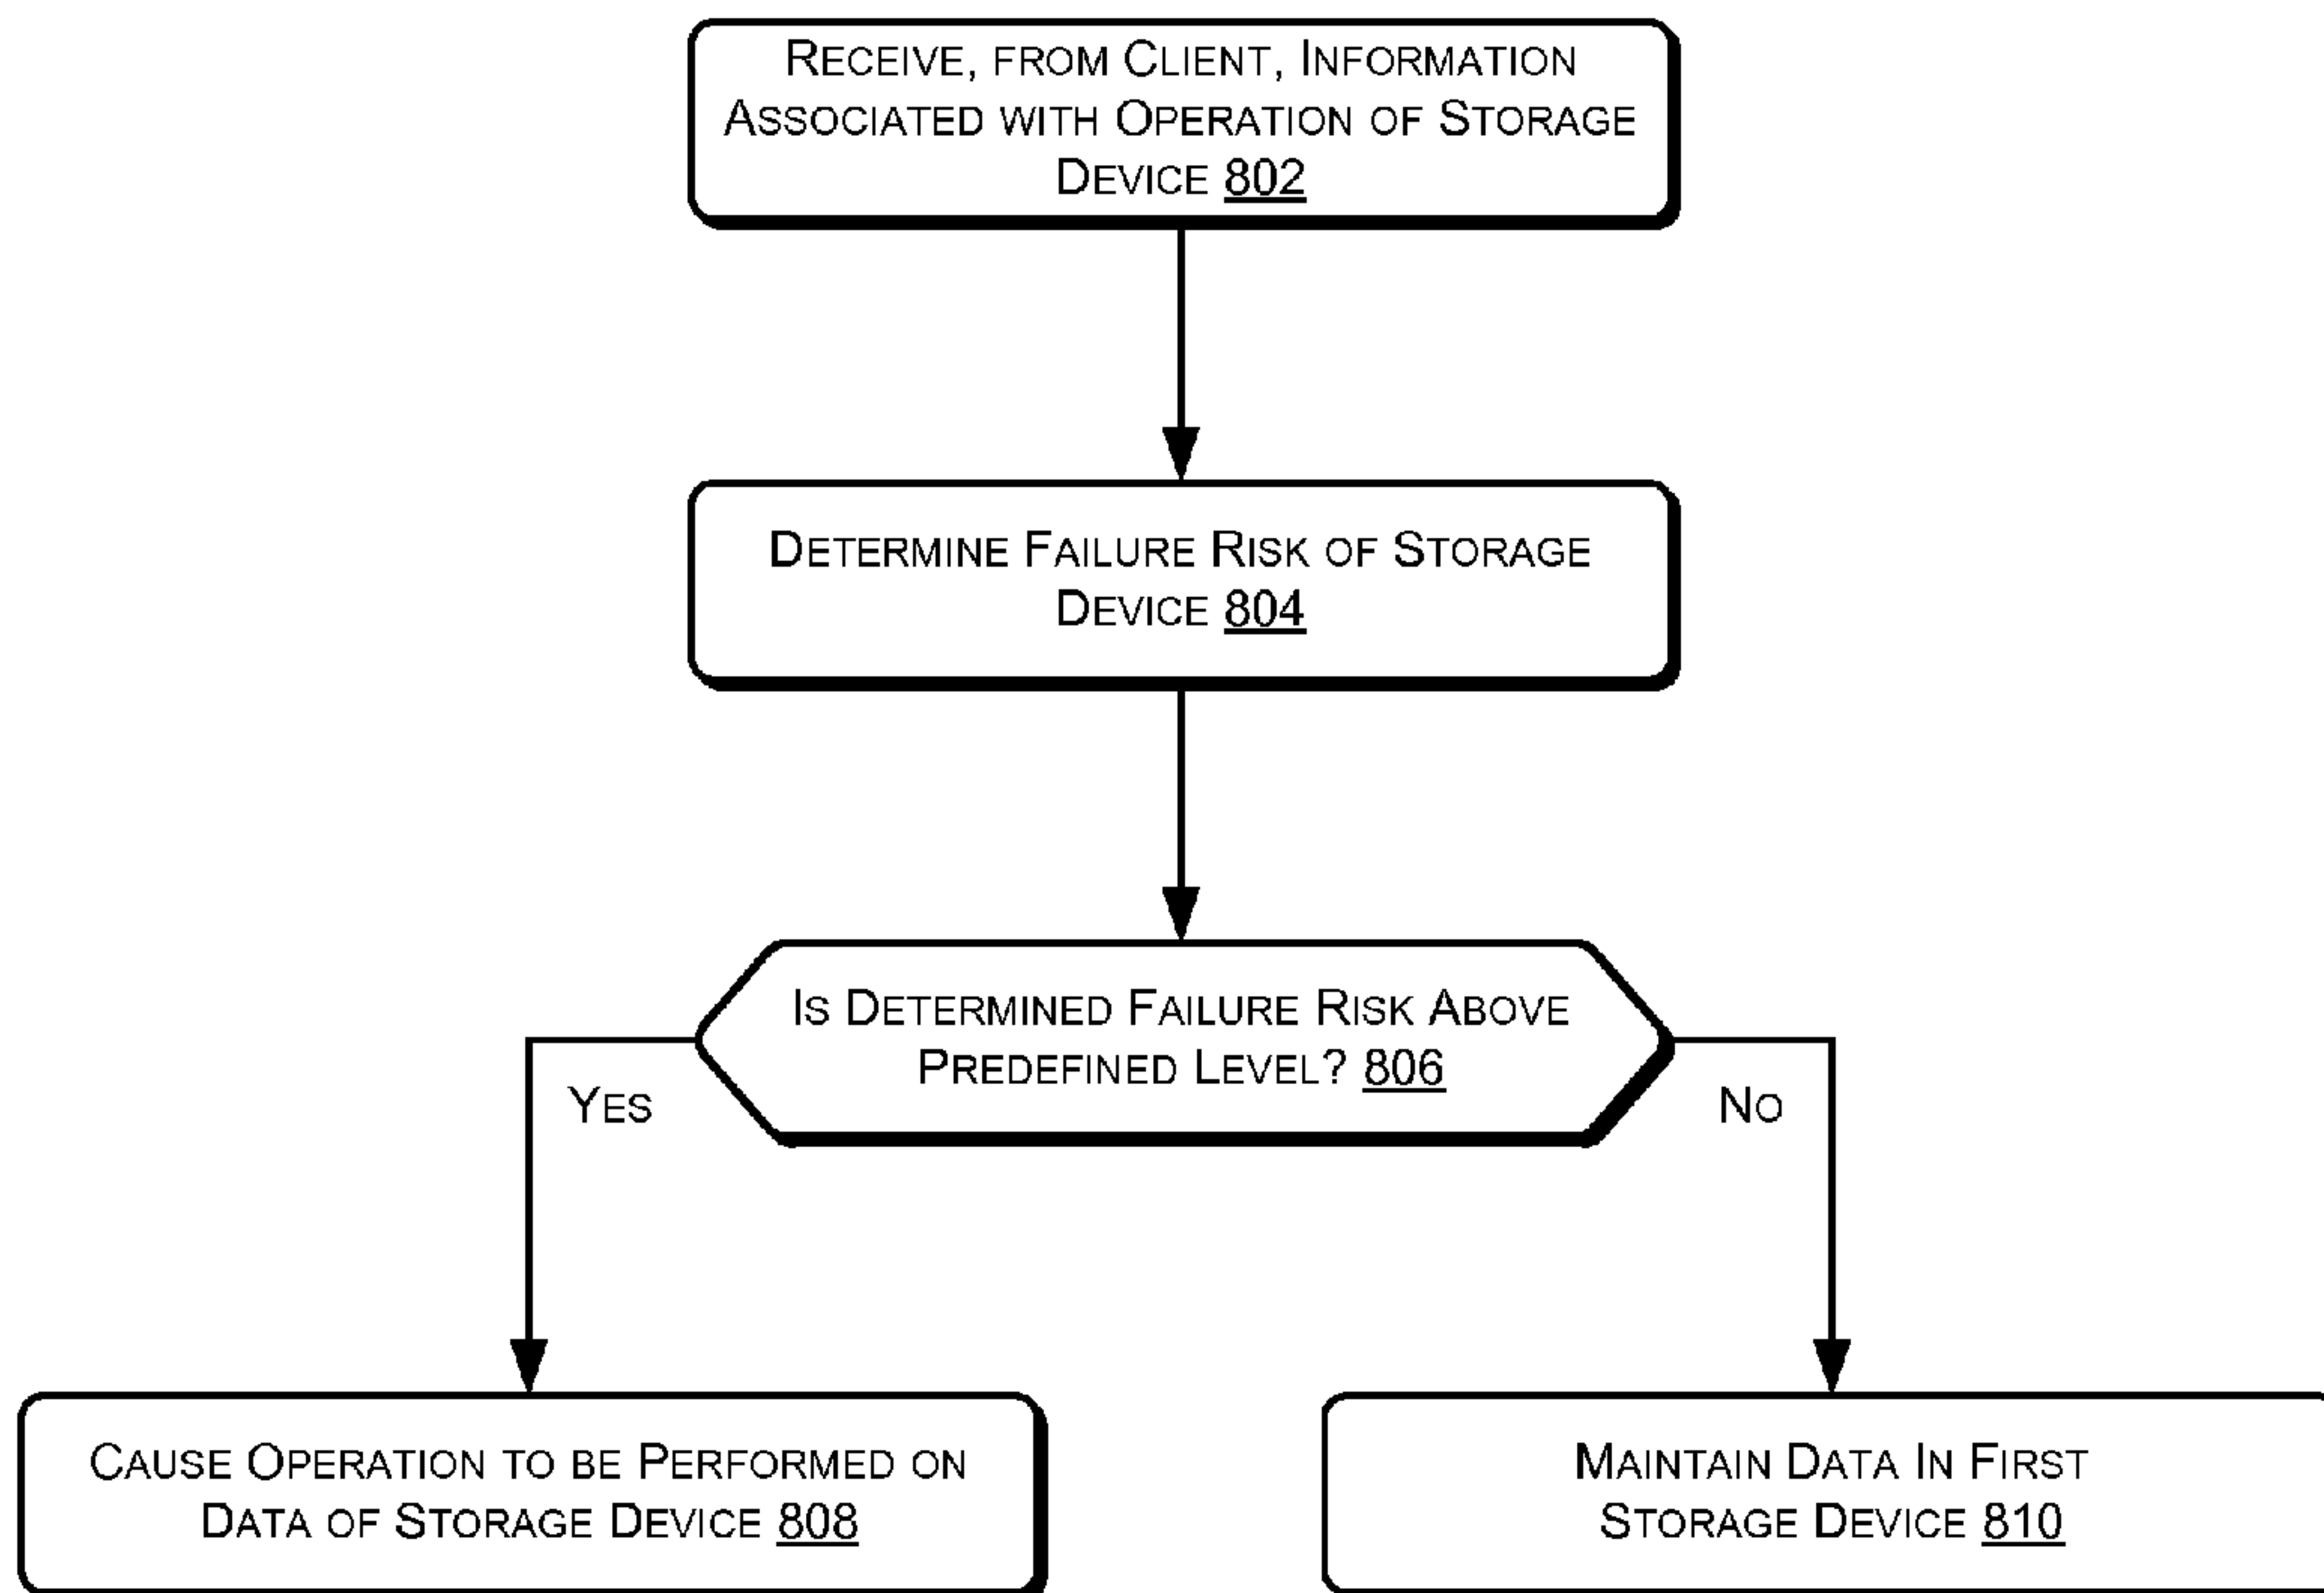 RECEIVE, FROM CLIENT, INFORMATION
ASSOCIATED WITH OPERATION OF STORAGE
DEVICE 802
DETERMINE FAILURE RISK OF STORAGE
DEVICE 804
IS DETERMINED FAILURE RISK ABOVE
PREDEFINED LEVEL? 806
YES
NO
CAUSE OPERATION TO BE PERFORMED ON
DATA OF STORAGE DEVICE 808
MAINTAIN DATA IN FIRST
STORAGE DEVICE 810